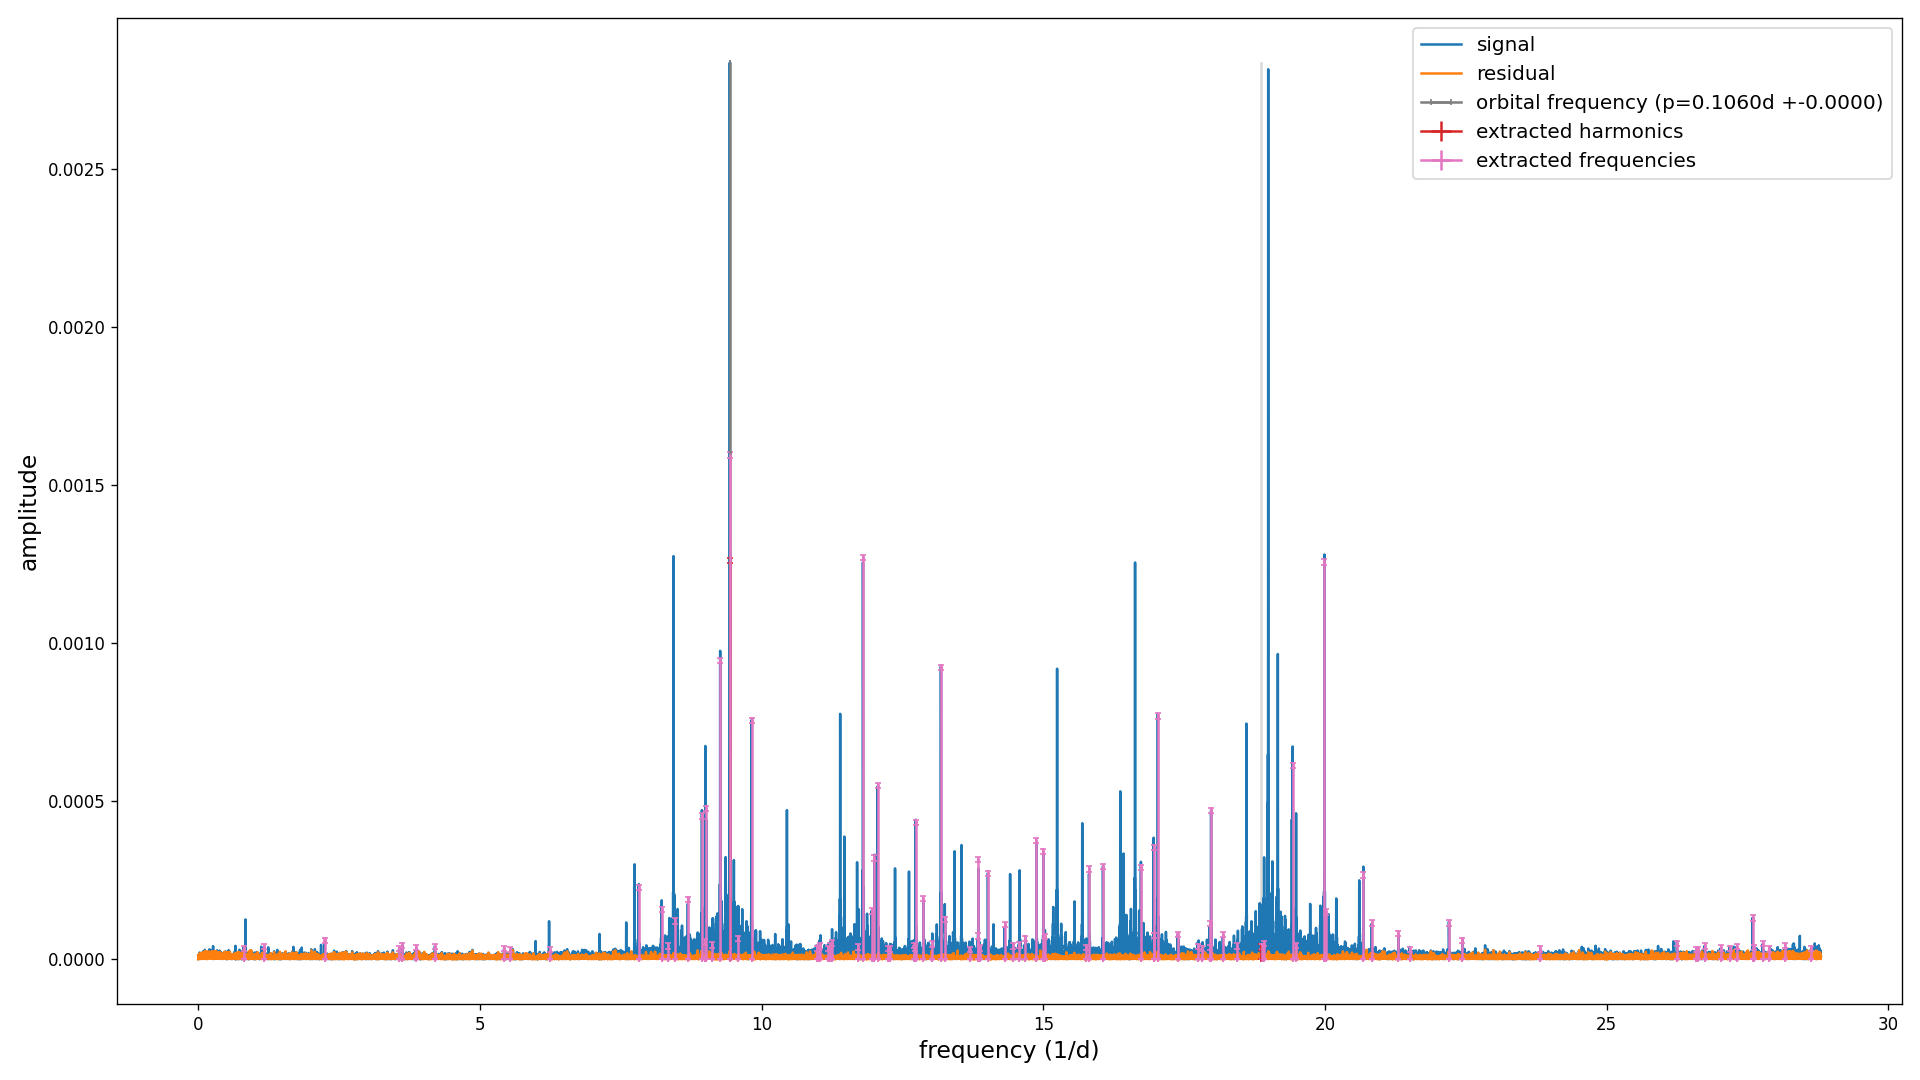 signal
residual
orbital frequency (p=0.1060d +-0.0000)
extracted harmonics
extracted frequencies
amplitude
0.0025
0.0020
0.0015
0.0010
0.0005
0.0000
0 5 10 15 20 25 30
frequency (1/d)